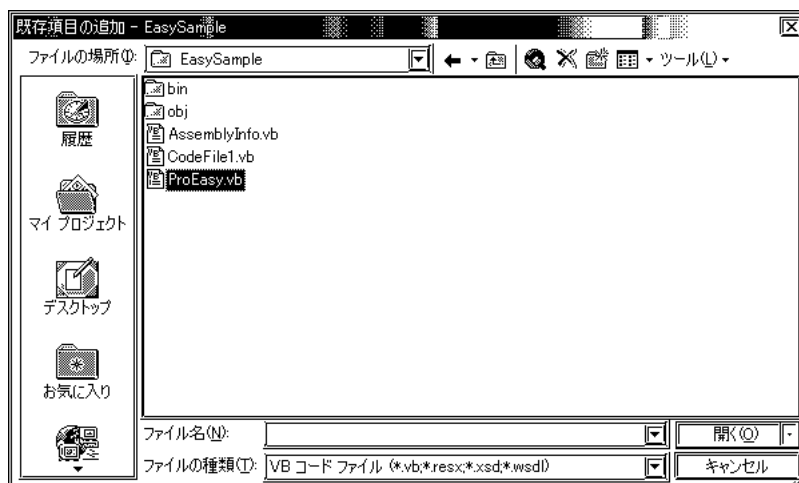 既存項目の追加 - EasySample
ファイルの場所(I):
EasySample
ツール(L)
履歴
マイ プロジェクト
デスクトップ
お気に入り
bin
obj
AssemblyInfo.vb
CodeFile1.vb
ProEasy.vb
ファイル名(N):
開く(O)
ファイルの種類(T):
VB コード ファイル (*.vb;*.resx;*.xsd;*.wsdl)
キャンセル